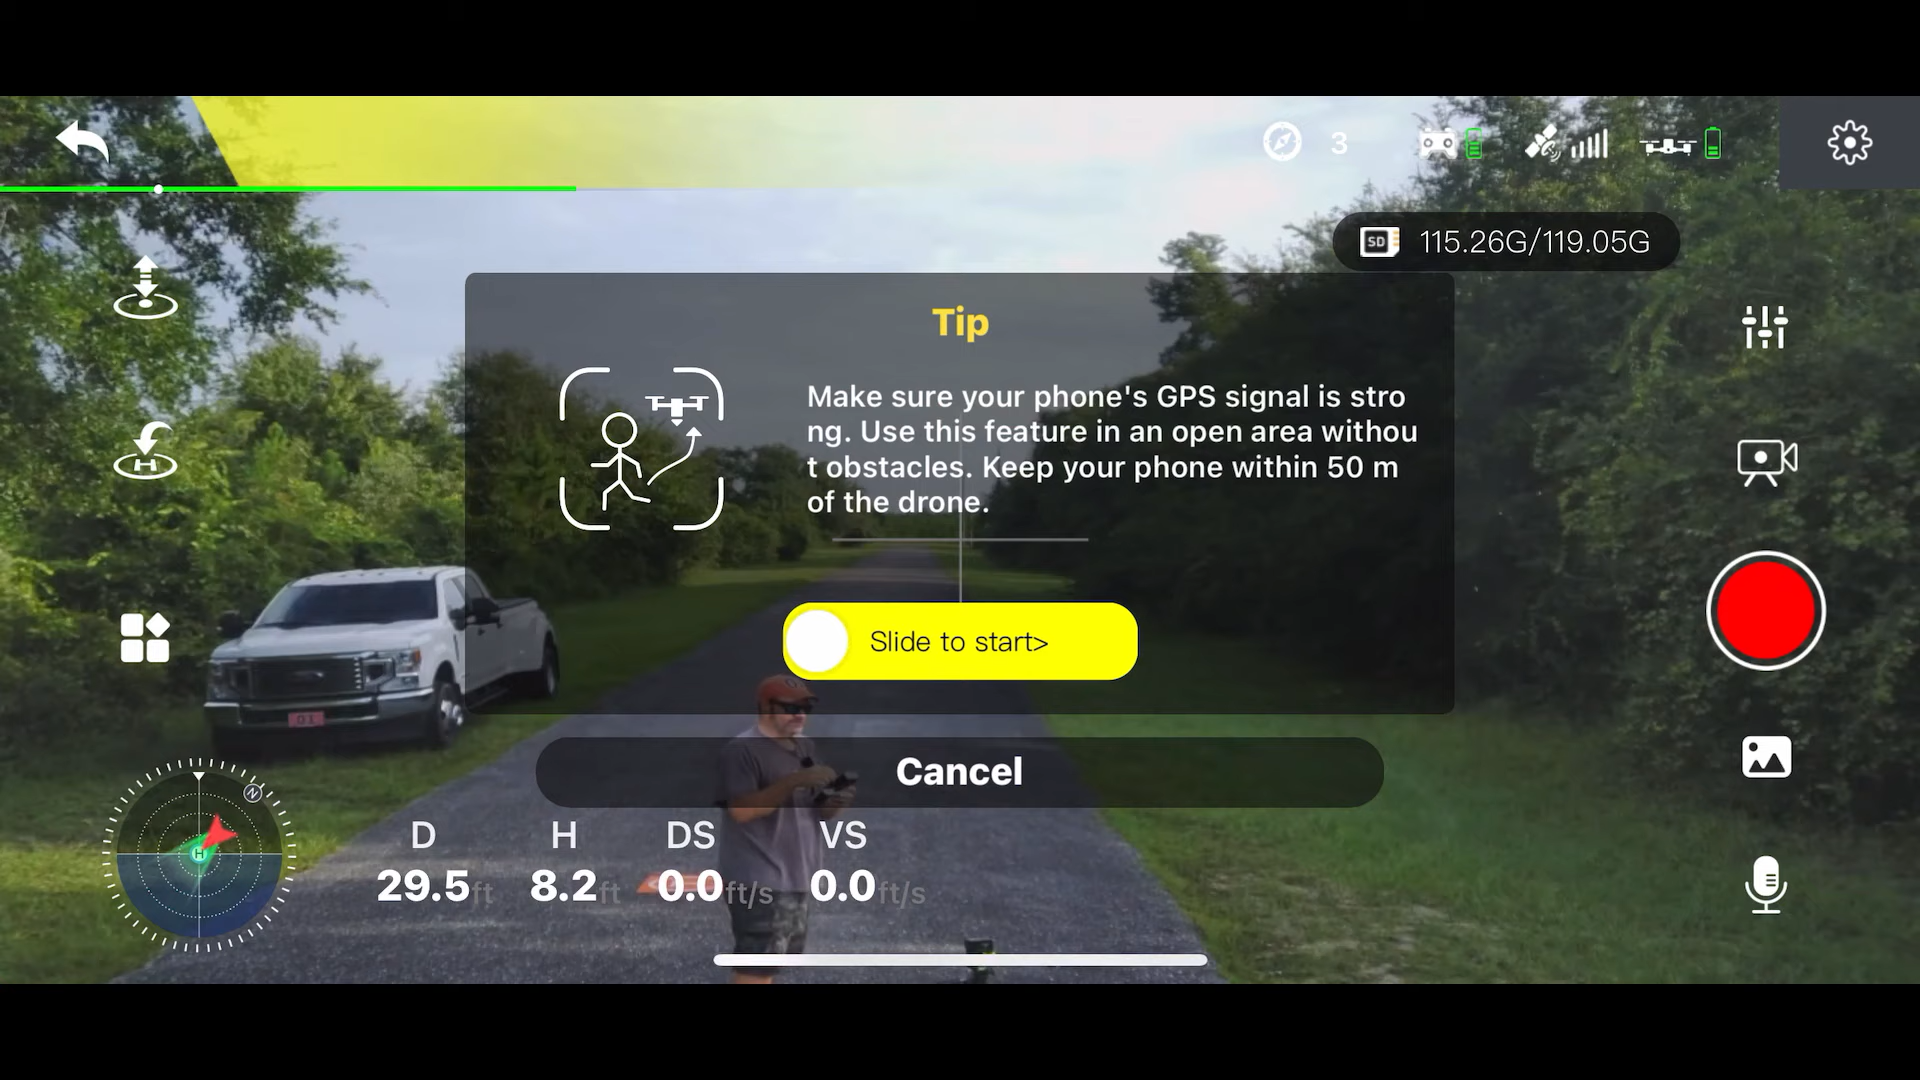 3
SD 115.26G/119.05G
Tip
Make sure your phone's GPS signal is stro
ng. Use this feature in an open area withou
t obstacles. Keep your phone within 50 m
of the drone.
Slide to start>
Cancel
N
H
D H DS VS
29.5ft 8.2ft 0.0ft/s 0.0ft/s
H